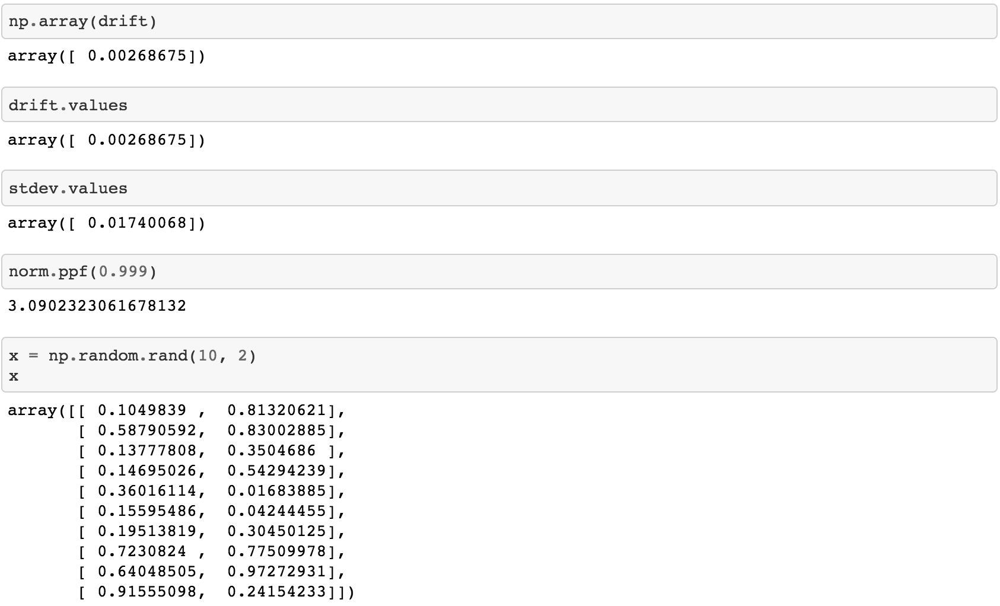 np.array(drift)
array([ 0.00268675])
drift.values
array([ 0.00268675])
stdev.values
array([ 0.01740068])
norm.ppf(0.999)
3.0902323061678132
x = np.random.rand(10, 2)
x
array([[ 0.1049839 ,  0.81320621],
       [ 0.58790592,  0.83002885],
       [ 0.13777808,  0.3504686 ],
       [ 0.14695026,  0.54294239],
       [ 0.36016114,  0.01683885],
       [ 0.15595486,  0.04244455],
       [ 0.19513819,  0.30450125],
       [ 0.7230824 ,  0.77509978],
       [ 0.64048505,  0.97272931],
       [ 0.91555098,  0.24154233]])